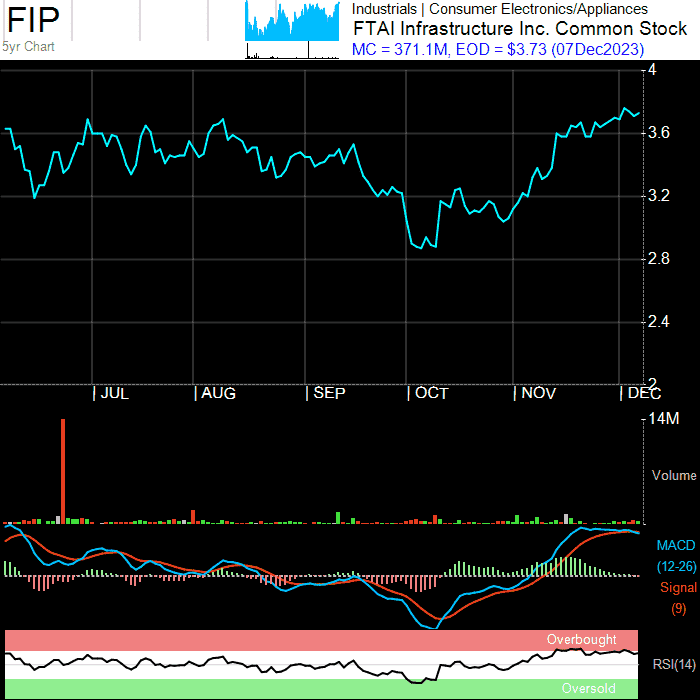 FIP
5yr Chart
Industrials | Consumer Electronics/Appliances
FTAI Infrastructure Inc. Common Stock
MC = 371.1M, EOD = $3.73 (07Dec2023)
4
3.6
3.2
2.8
2.4
2
| JUL | AUG | SEP | OCT | NOV | DEC
14M
Volume
MACD
(12-26)
Signal
(9)
Overbought
RSI(14)
Oversold